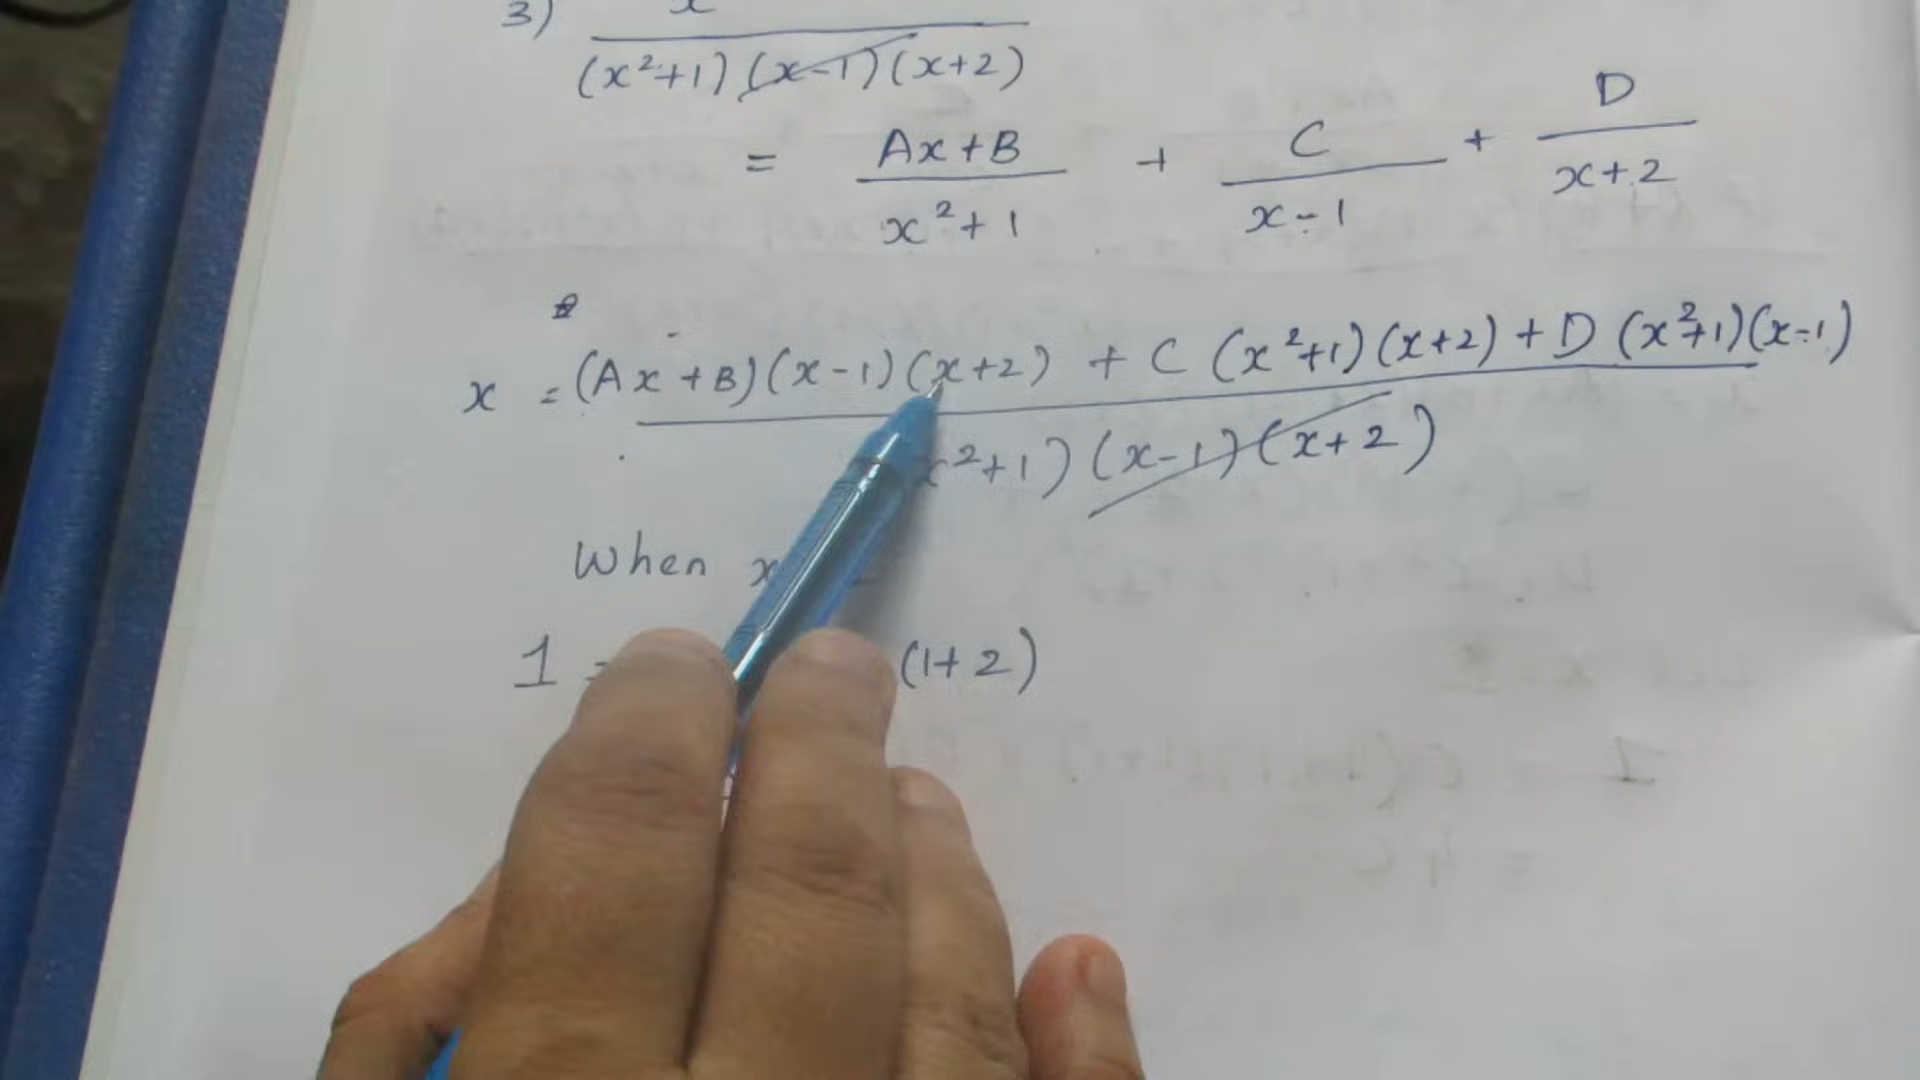 3) x
(x²+1) (x-1) (x+2)
= Ax+B/x²+1 + C/x-1 + D/x+2
x = (Ax+B)(x-1)(x+2) + C (x²+1)(x+2) + D (x²+1)(x-1)
x²+1) (x-1) (x+2)
When x
1 = (1+2)